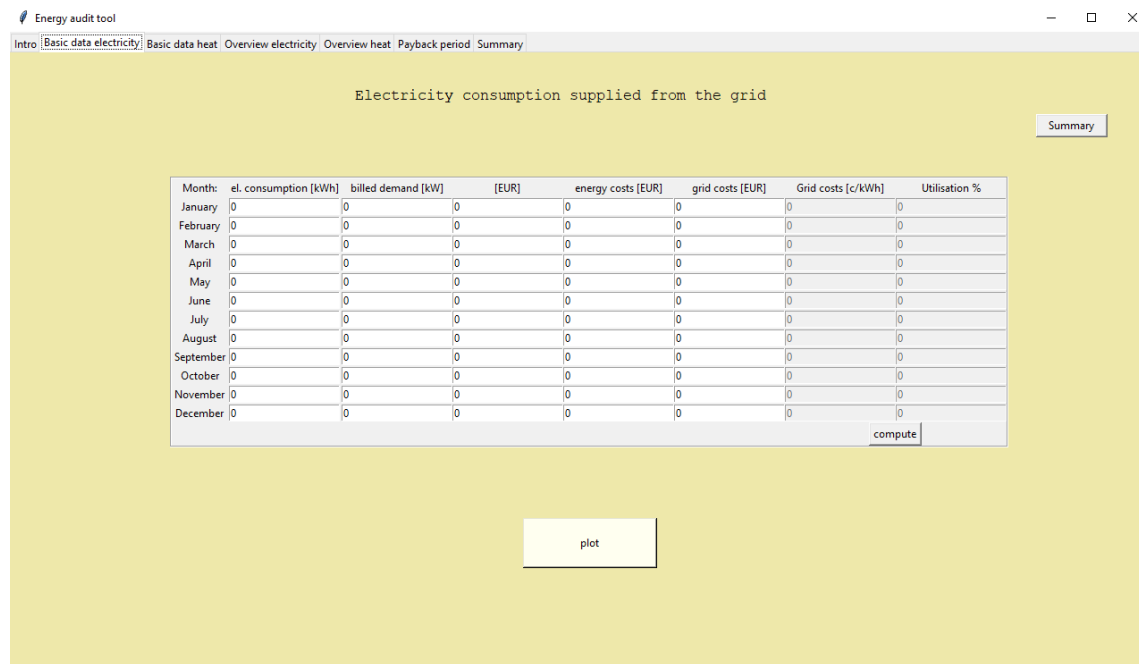 Energy audit tool
Intro Basic data electricity Basic data heat Overview electricity Overview heat Payback period Summary
Electricity consumption supplied from the grid
Summary
Month: el. consumption [kWh] billed demand [kW] [EUR] energy costs [EUR] grid costs [EUR] Grid costs [c/kWh] Utilisation %
January 0 0 0 0 0 0 0
February 0 0 0 0 0 0 0
March 0 0 0 0 0 0 0
April 0 0 0 0 0 0 0
May 0 0 0 0 0 0 0
June 0 0 0 0 0 0 0
July 0 0 0 0 0 0 0
August 0 0 0 0 0 0 0
September 0 0 0 0 0 0 0
October 0 0 0 0 0 0 0
November 0 0 0 0 0 0 0
December 0 0 0 0 0 0 0
compute
plot